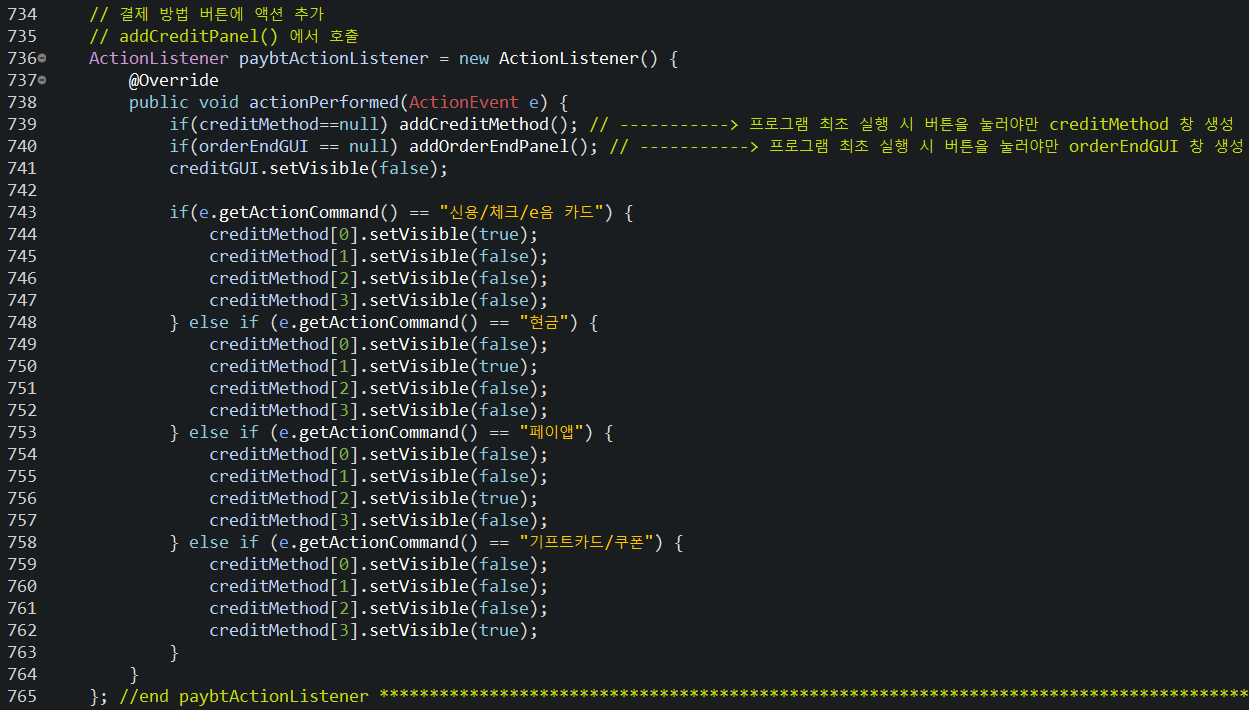 734 // 결제 방법 버튼에 액션 추가
735 // addCreditPanel() 에서 호출
736 ActionListener paybtActionListener = new ActionListener() {
737 @Override
738 public void actionPerformed(ActionEvent e) {
739 if(creditMethod==null) addCreditMethod(); // -----------> 프로그램 최초 실행 시 버튼을 눌러야만 creditMethod 창 생성
740 if(orderEndGUI == null) addOrderEndPanel(); // -----------> 프로그램 최초 실행 시 버튼을 눌러야만 orderEndGUI 창 생성
741 creditGUI.setVisible(false);
742
743 if(e.getActionCommand() == "신용/체크/e음 카드") {
744 creditMethod[0].setVisible(true);
745 creditMethod[1].setVisible(false);
746 creditMethod[2].setVisible(false);
747 creditMethod[3].setVisible(false);
748 } else if (e.getActionCommand() == "현금") {
749 creditMethod[0].setVisible(false);
750 creditMethod[1].setVisible(true);
751 creditMethod[2].setVisible(false);
752 creditMethod[3].setVisible(false);
753 } else if (e.getActionCommand() == "페이앱") {
754 creditMethod[0].setVisible(false);
755 creditMethod[1].setVisible(false);
756 creditMethod[2].setVisible(true);
757 creditMethod[3].setVisible(false);
758 } else if (e.getActionCommand() == "기프트카드/쿠폰") {
759 creditMethod[0].setVisible(false);
760 creditMethod[1].setVisible(false);
761 creditMethod[2].setVisible(false);
762 creditMethod[3].setVisible(true);
763 }
764 }
765 }; //end paybtActionListener ***************************************************************************************